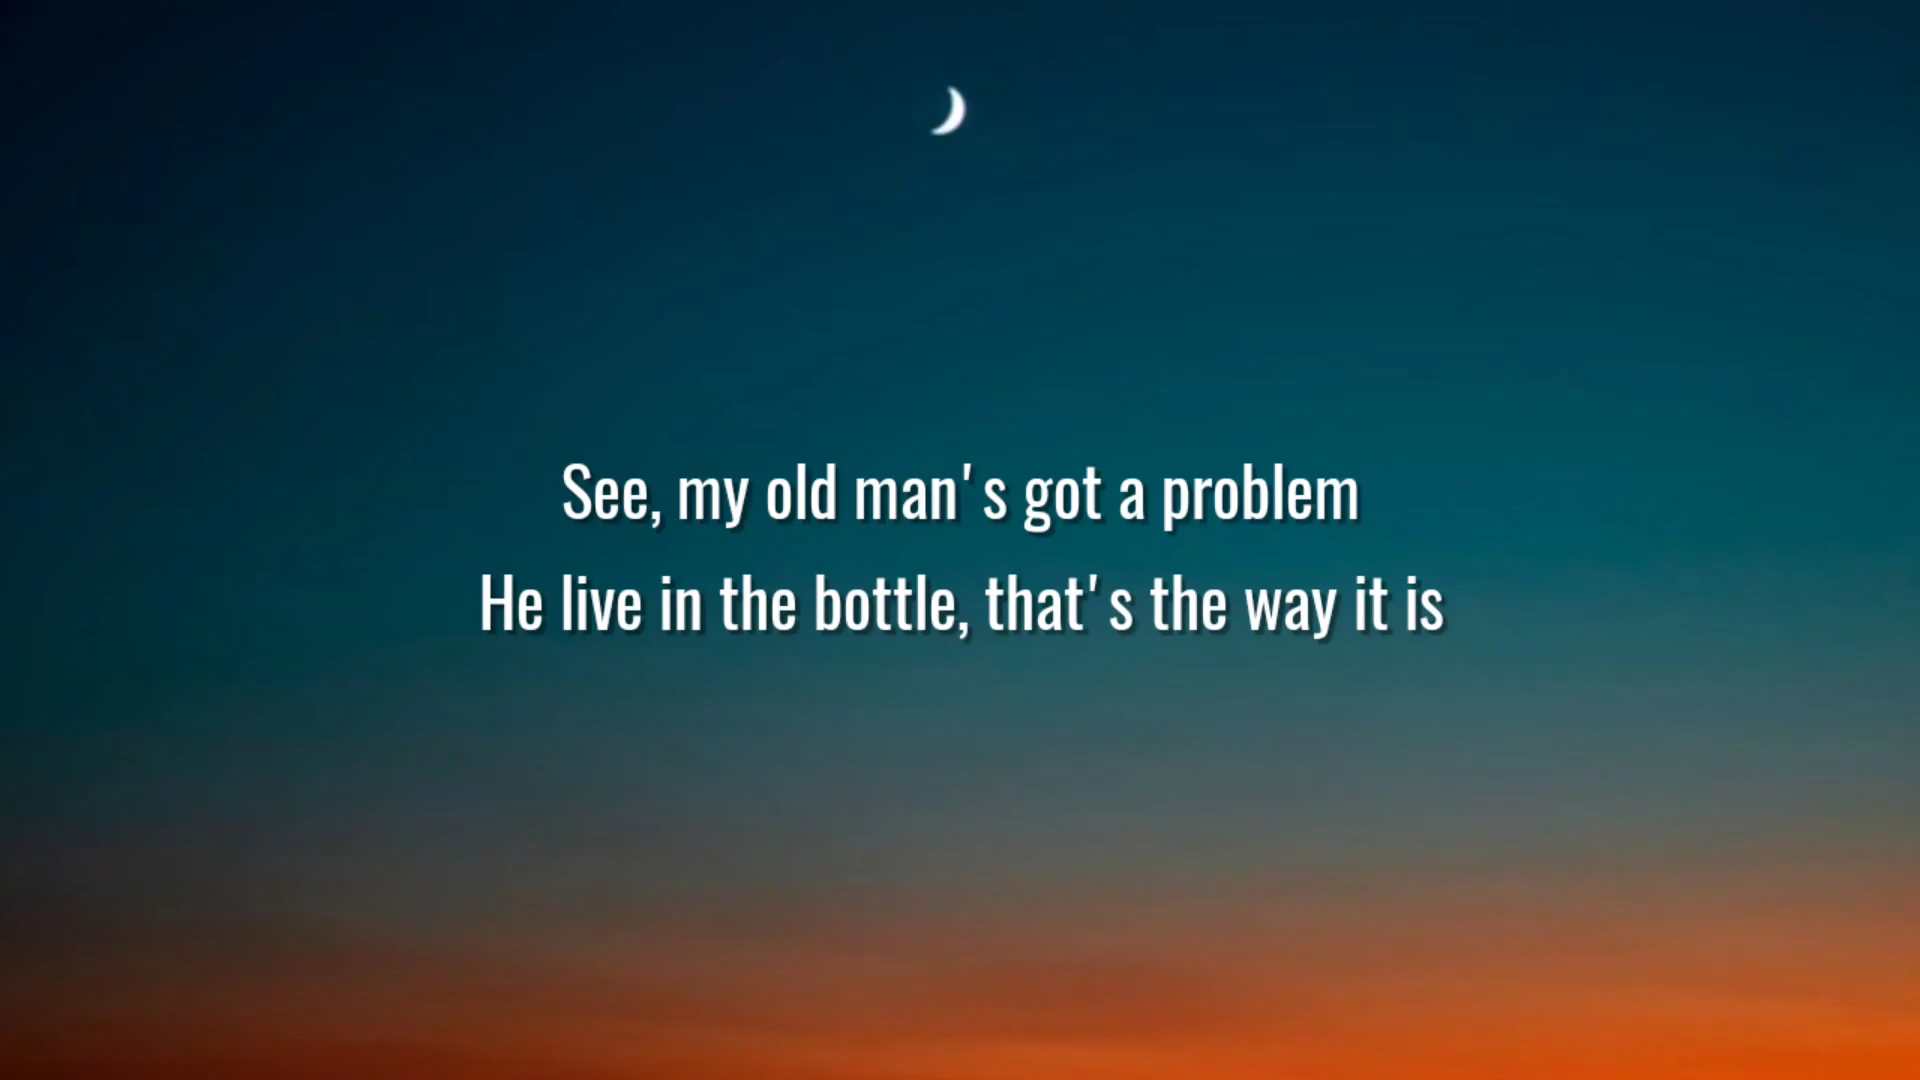 See, my old man's got a problem
He live in the bottle, that's the way it is